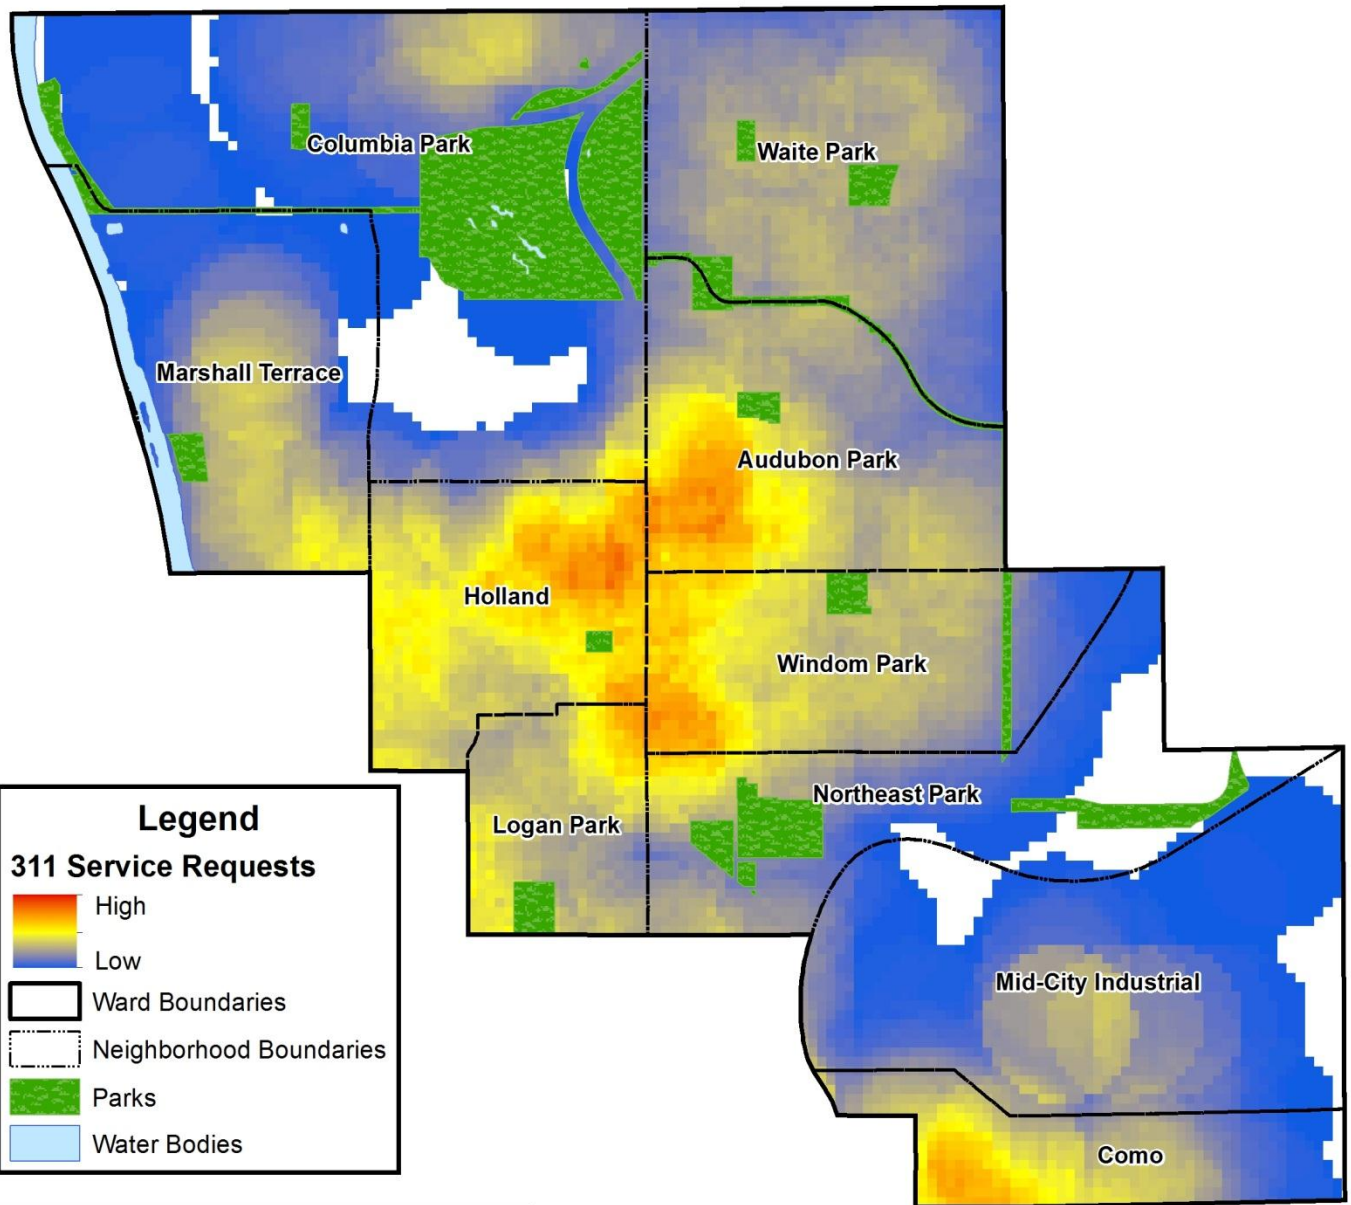 Columbia Park
Waite Park
Marshall Terrace
Audubon Park
Holland
Windom Park
Northeast Park
Logan Park
Mid-City Industrial
Como
Legend
311 Service Requests
High
Low
Ward Boundaries
Neighborhood Boundaries
Parks
Water Bodies